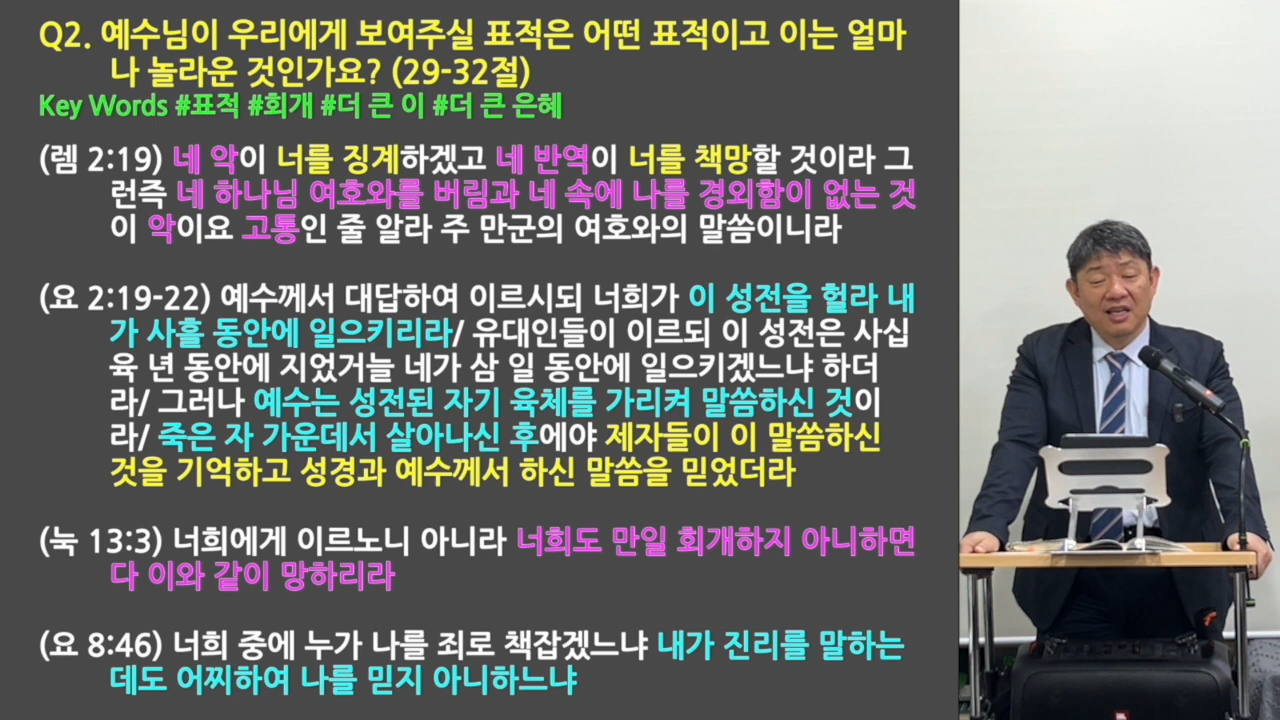 Q2. 예수님이 우리에게 보여주실 표적은 어떤 표적이고 이는 얼마
나 놀라운 것인가요? (29-32절)
Key Words #표적 #회개 #더 큰 이 #더 큰 은혜
(렘 2:19) 네 악이 너를 징계하겠고 네 반역이 너를 책망할 것이라 그
런즉 네 하나님 여호와를 버림과 네 속에 나를 경외함이 없는 것
이 악이요 고통인 줄 알라 주 만군의 여호와의 말씀이니라
(요 2:19-22) 예수께서 대답하여 이르시되 너희가 이 성전을 헐라 내
가 사흘 동안에 일으키리라/ 유대인들이 이르되 이 성전은 사십
육 년 동안에 지었거늘 네가 삼 일 동안에 일으키겠느냐 하더
라/ 그러나 예수는 성전된 자기 육체를 가리켜 말씀하신 것이
라/ 죽은 자 가운데서 살아나신 후에야 제자들이 이 말씀하신
것을 기억하고 성경과 예수께서 하신 말씀을 믿었더라
(눅 13:3) 너희에게 이르노니 아니라 너희도 만일 회개하지 아니하면
다 이와 같이 망하리라
(요 8:46) 너희 중에 누가 나를 죄로 책잡겠느냐 내가 진리를 말하는
데도 어찌하여 나를 믿지 아니하느냐